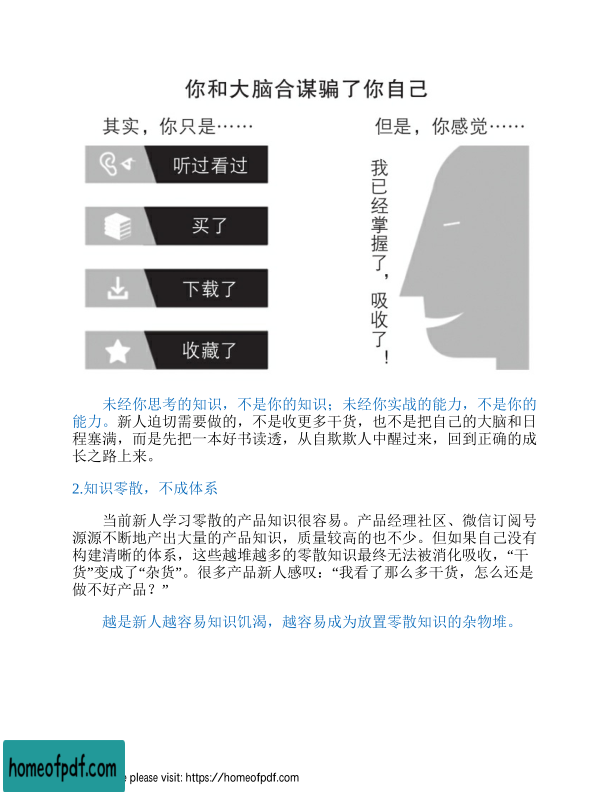 你和大脑合谋骗了你自己
其实，你只是……
但是，你感觉……
听过看过
买了
下载了
收藏了
我已经掌握了，吸收了！
未经你思考的知识，不是你的知识；未经你实战的能力，不是你的
能力。新人迫切需要做的，不是收更多干货，也不是把自己的大脑和日
程塞满，而是先把一本好书读透，从自欺欺人中醒过来，回到正确的成
长之路上来。
2.知识零散，不成体系
当前新人学习零散的产品知识很容易。产品经理社区、微信订阅号
源源不断地产出大量的产品知识，质量较高的也不少。但如果自己没有
构建清晰的体系，这些越堆越多的零散知识最终无法被消化吸收，“干
货”变成了“杂货”。很多产品新人感叹：“我看了那么多干货，怎么还是
做不好产品？”
越是新人越容易知识饥渴，越容易成为放置零散知识的杂物堆。
homeofpdf.com
e please visit: https://homeofpdf.com